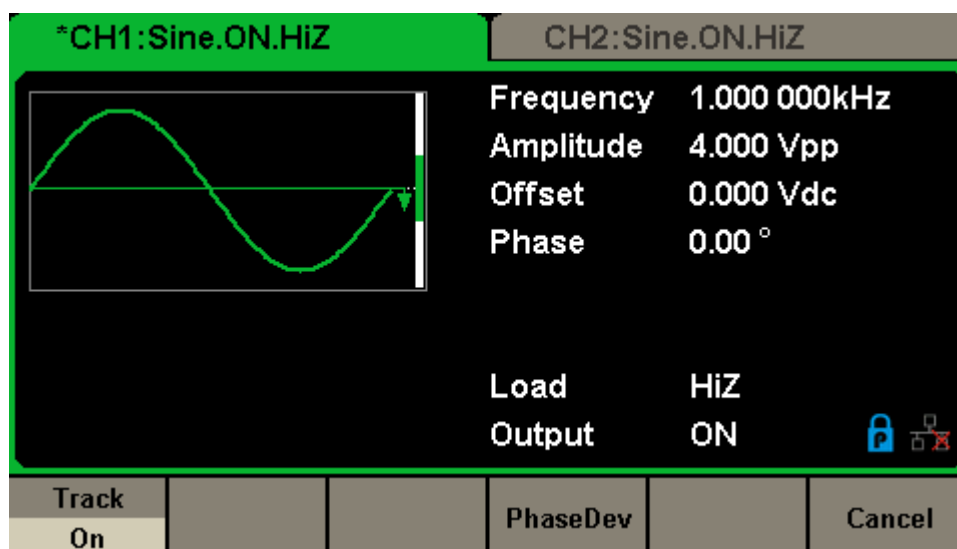 *CH1:Sine.ON.HiZ CH2:Sine.ON.HiZ
Frequency 1.000 000kHz
Amplitude 4.000 Vpp
Offset 0.000 Vdc
Phase 0.00 °
Load HiZ
Output ON
P
Track
On
PhaseDev
Cancel